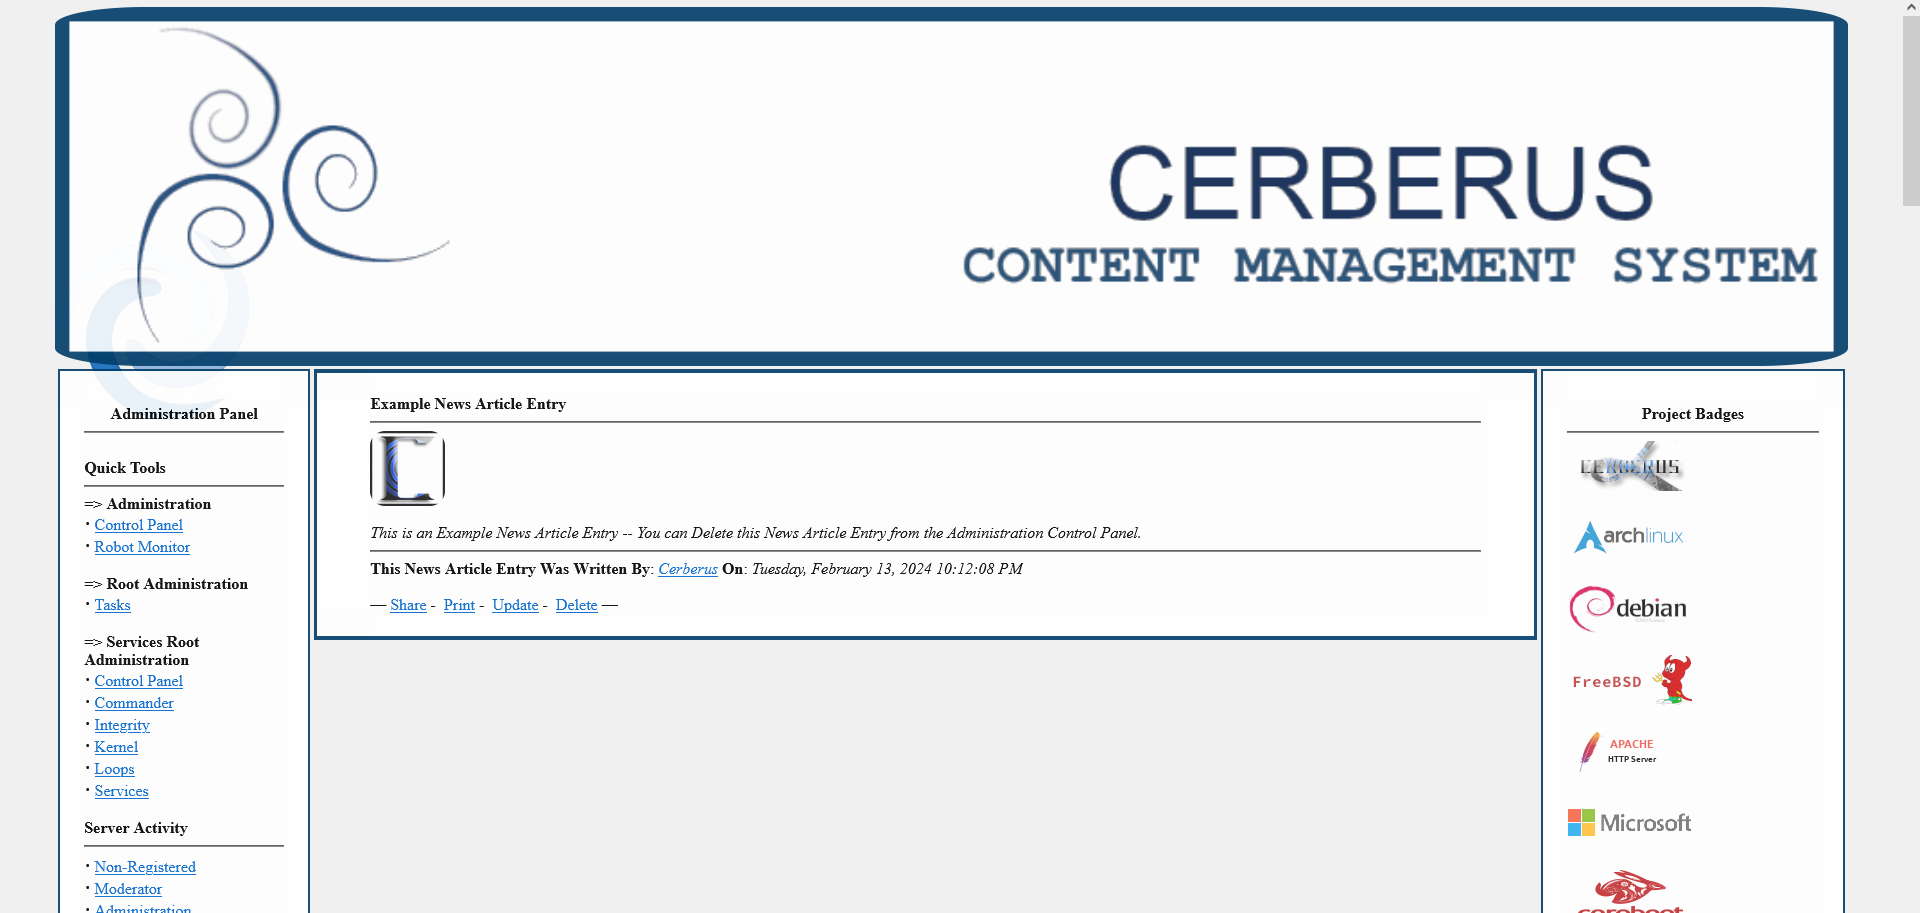 CERBERUS
CONTENT MANAGEMENT SYSTEM
Administration Panel
Quick Tools
=> Administration
· Control Panel
· Robot Monitor
=> Root Administration
· Tasks
=> Services Root
Administration
· Control Panel
· Commander
· Integrity
· Kernel
· Loops
· Services
Server Activity
· Non-Registered
· Moderator
· Administration
Example News Article Entry
C
This is an Example News Article Entry -- You can Delete this News Article Entry from the Administration Control Panel.
This News Article Entry Was Written By: Cerberus On: Tuesday, February 13, 2024 10:12:08 PM
— Share - Print - Update - Delete —
Project Badges
CERBERUS
archlinux
debian
FreeBSD
APACHE
HTTP Server
Microsoft
coreboot